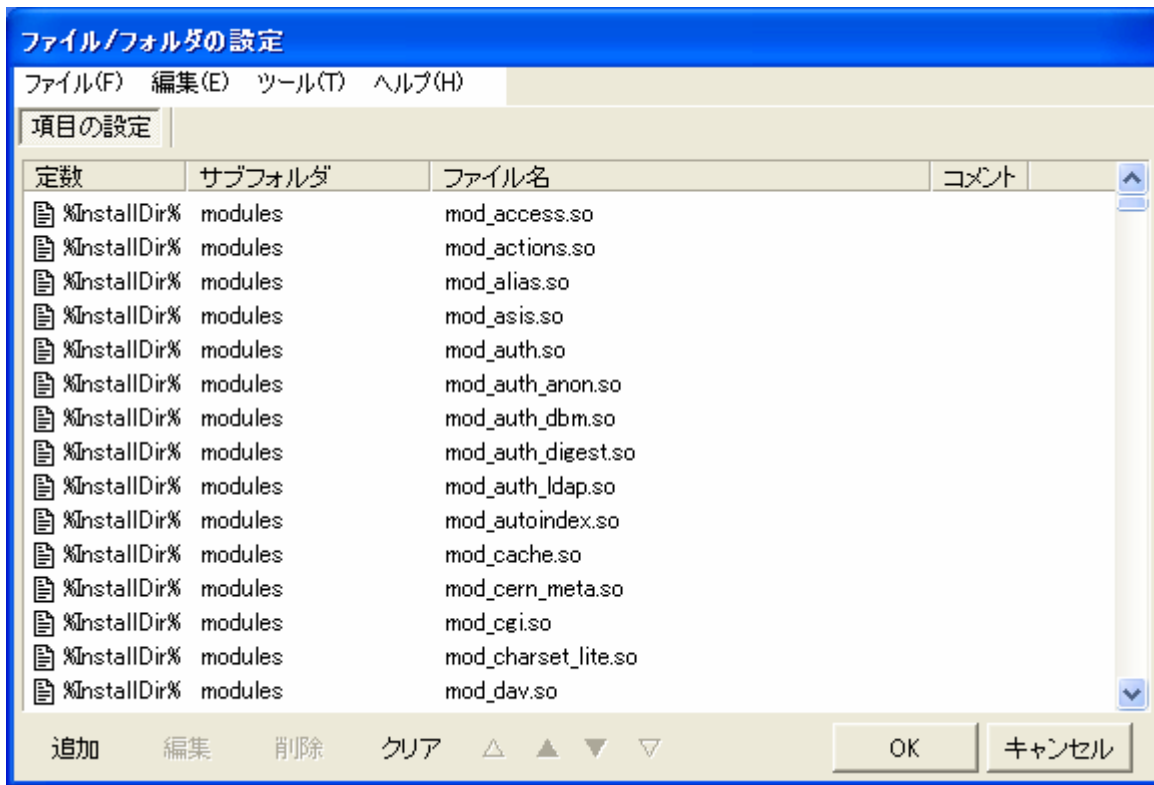 ファイル/フォルダの設定
ファイル(F) 編集(E) ツール(T) ヘルプ(H)
項目の設定
定数 サブフォルダ ファイル名 コメント
%InstallDir% modules mod_access.so
%InstallDir% modules mod_actions.so
%InstallDir% modules mod_alias.so
%InstallDir% modules mod_asis.so
%InstallDir% modules mod_auth.so
%InstallDir% modules mod_auth_anon.so
%InstallDir% modules mod_auth_dbm.so
%InstallDir% modules mod_auth_digest.so
%InstallDir% modules mod_auth_ldap.so
%InstallDir% modules mod_autoindex.so
%InstallDir% modules mod_cache.so
%InstallDir% modules mod_cern_meta.so
%InstallDir% modules mod_cgi.so
%InstallDir% modules mod_charset_lite.so
%InstallDir% modules mod_dav.so
追加 編集 削除 クリア OK キャンセル